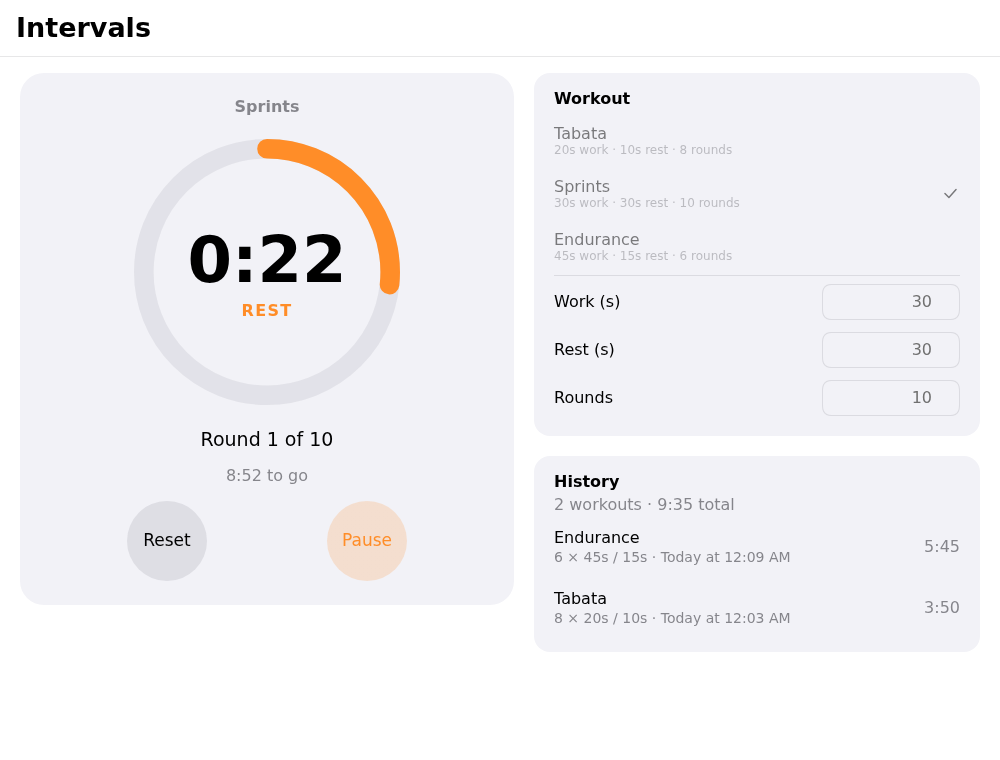 Intervals
Sprints
0:22
REST
Round 1 of 10
8:52 to go
Reset
Pause
Workout
Tabata
20s work · 10s rest · 8 rounds
Sprints
30s work · 30s rest · 10 rounds
Endurance
45s work · 15s rest · 6 rounds
Work (s) 30
Rest (s) 30
Rounds 10
History
2 workouts · 9:35 total
Endurance
6 × 45s / 15s · Today at 12:09 AM
5:45
Tabata
8 × 20s / 10s · Today at 12:03 AM
3:50